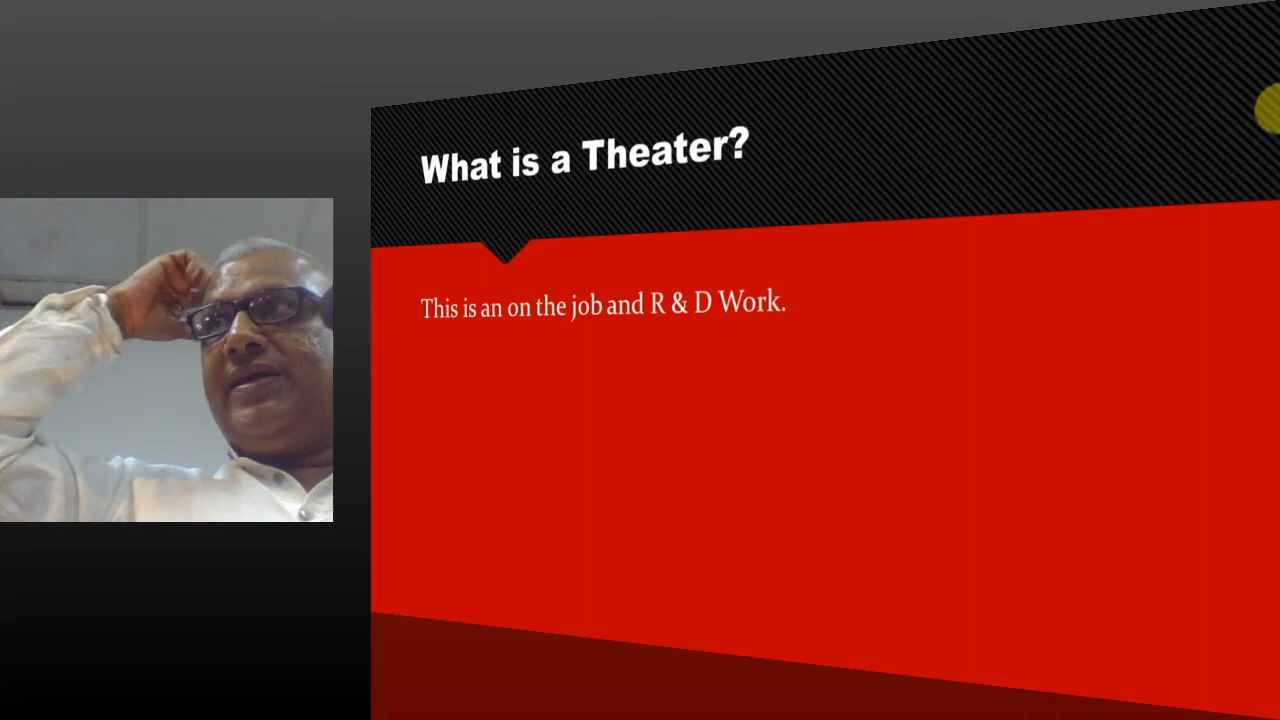 What is a Theater?
This is an on the job and R & D Work.